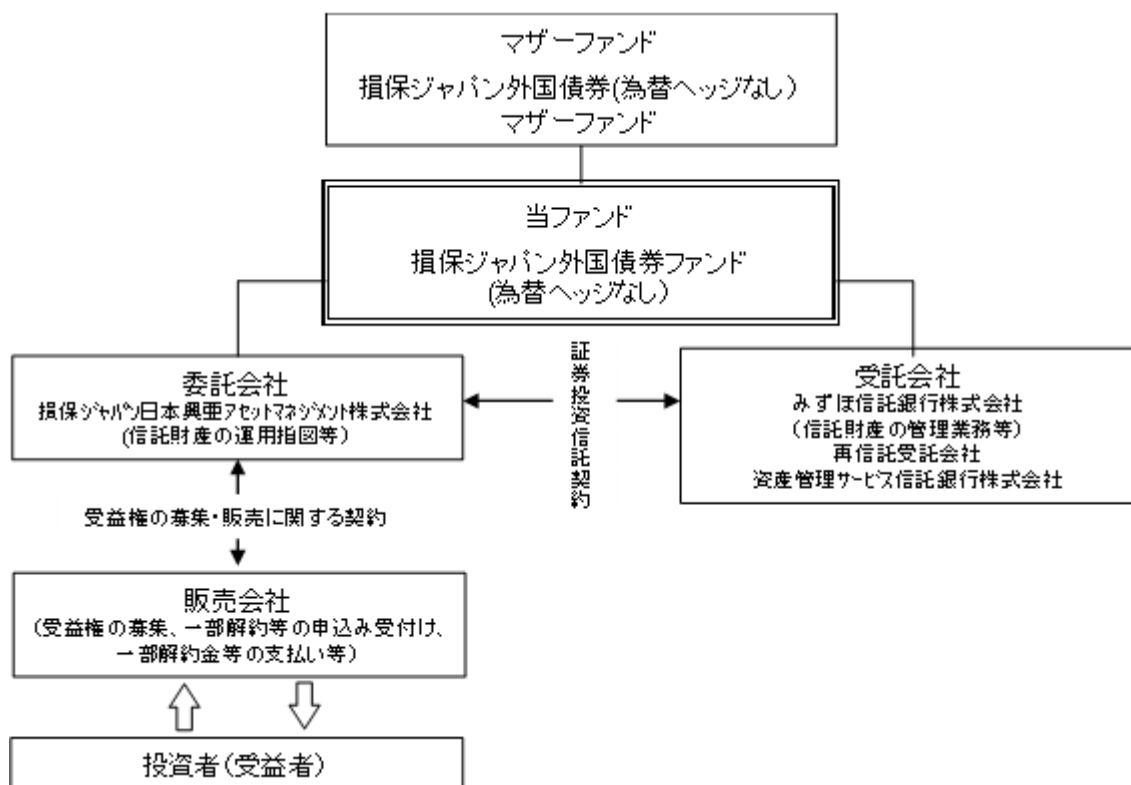 マザーファンド
損保ジャパン外国債券(為替ヘッジなし)
マザーファンド
当ファンド
損保ジャパン外国債券ファンド
(為替ヘッジなし)
委託会社
損保ジャパン日本興亜アセットマネジメント株式会社
(信託財産の運用指図等)
証券投資信託契約
受託会社
みずほ信託銀行株式会社
(信託財産の管理業務等)
再信託受託会社
資産管理サービス信託銀行株式会社
受益権の募集・販売に関する契約
販売会社
(受益権の募集、一部解約等の申込み受付け、
一部解約金等の支払い等)
投資者(受益者)